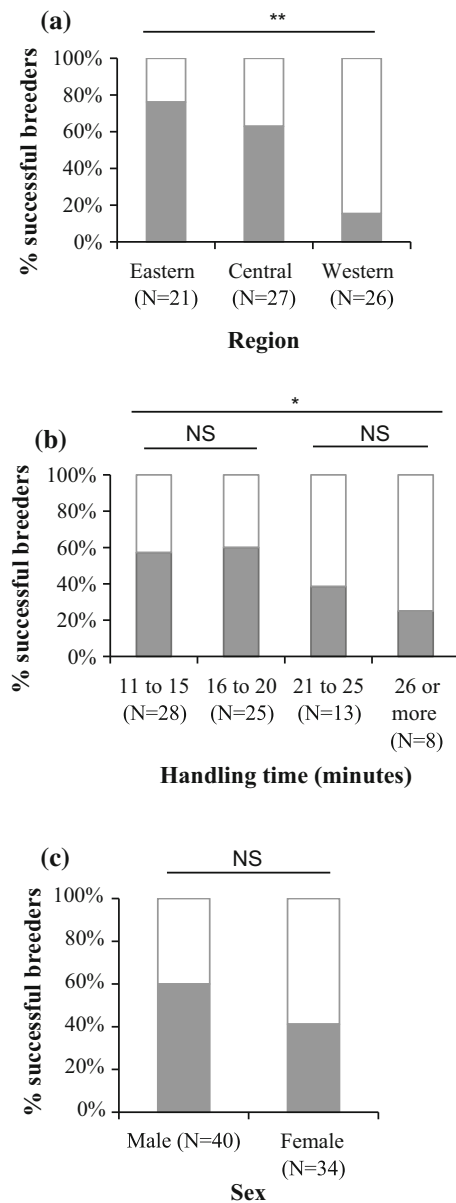 (a)
**
% successful breeders
100%
80%
60%
40%
20%
0%
Eastern Central Western
(N=21) (N=27) (N=26)
Region
(b)
*
NS NS
% successful breeders
100%
80%
60%
40%
20%
0%
11 to 15 16 to 20 21 to 25 26 or
(N=28) (N=25) (N=13) more
(N=8)
Handling time (minutes)
(c)
NS
% successful breeders
100%
80%
60%
40%
20%
0%
Male (N=40) Female
(N=34)
Sex